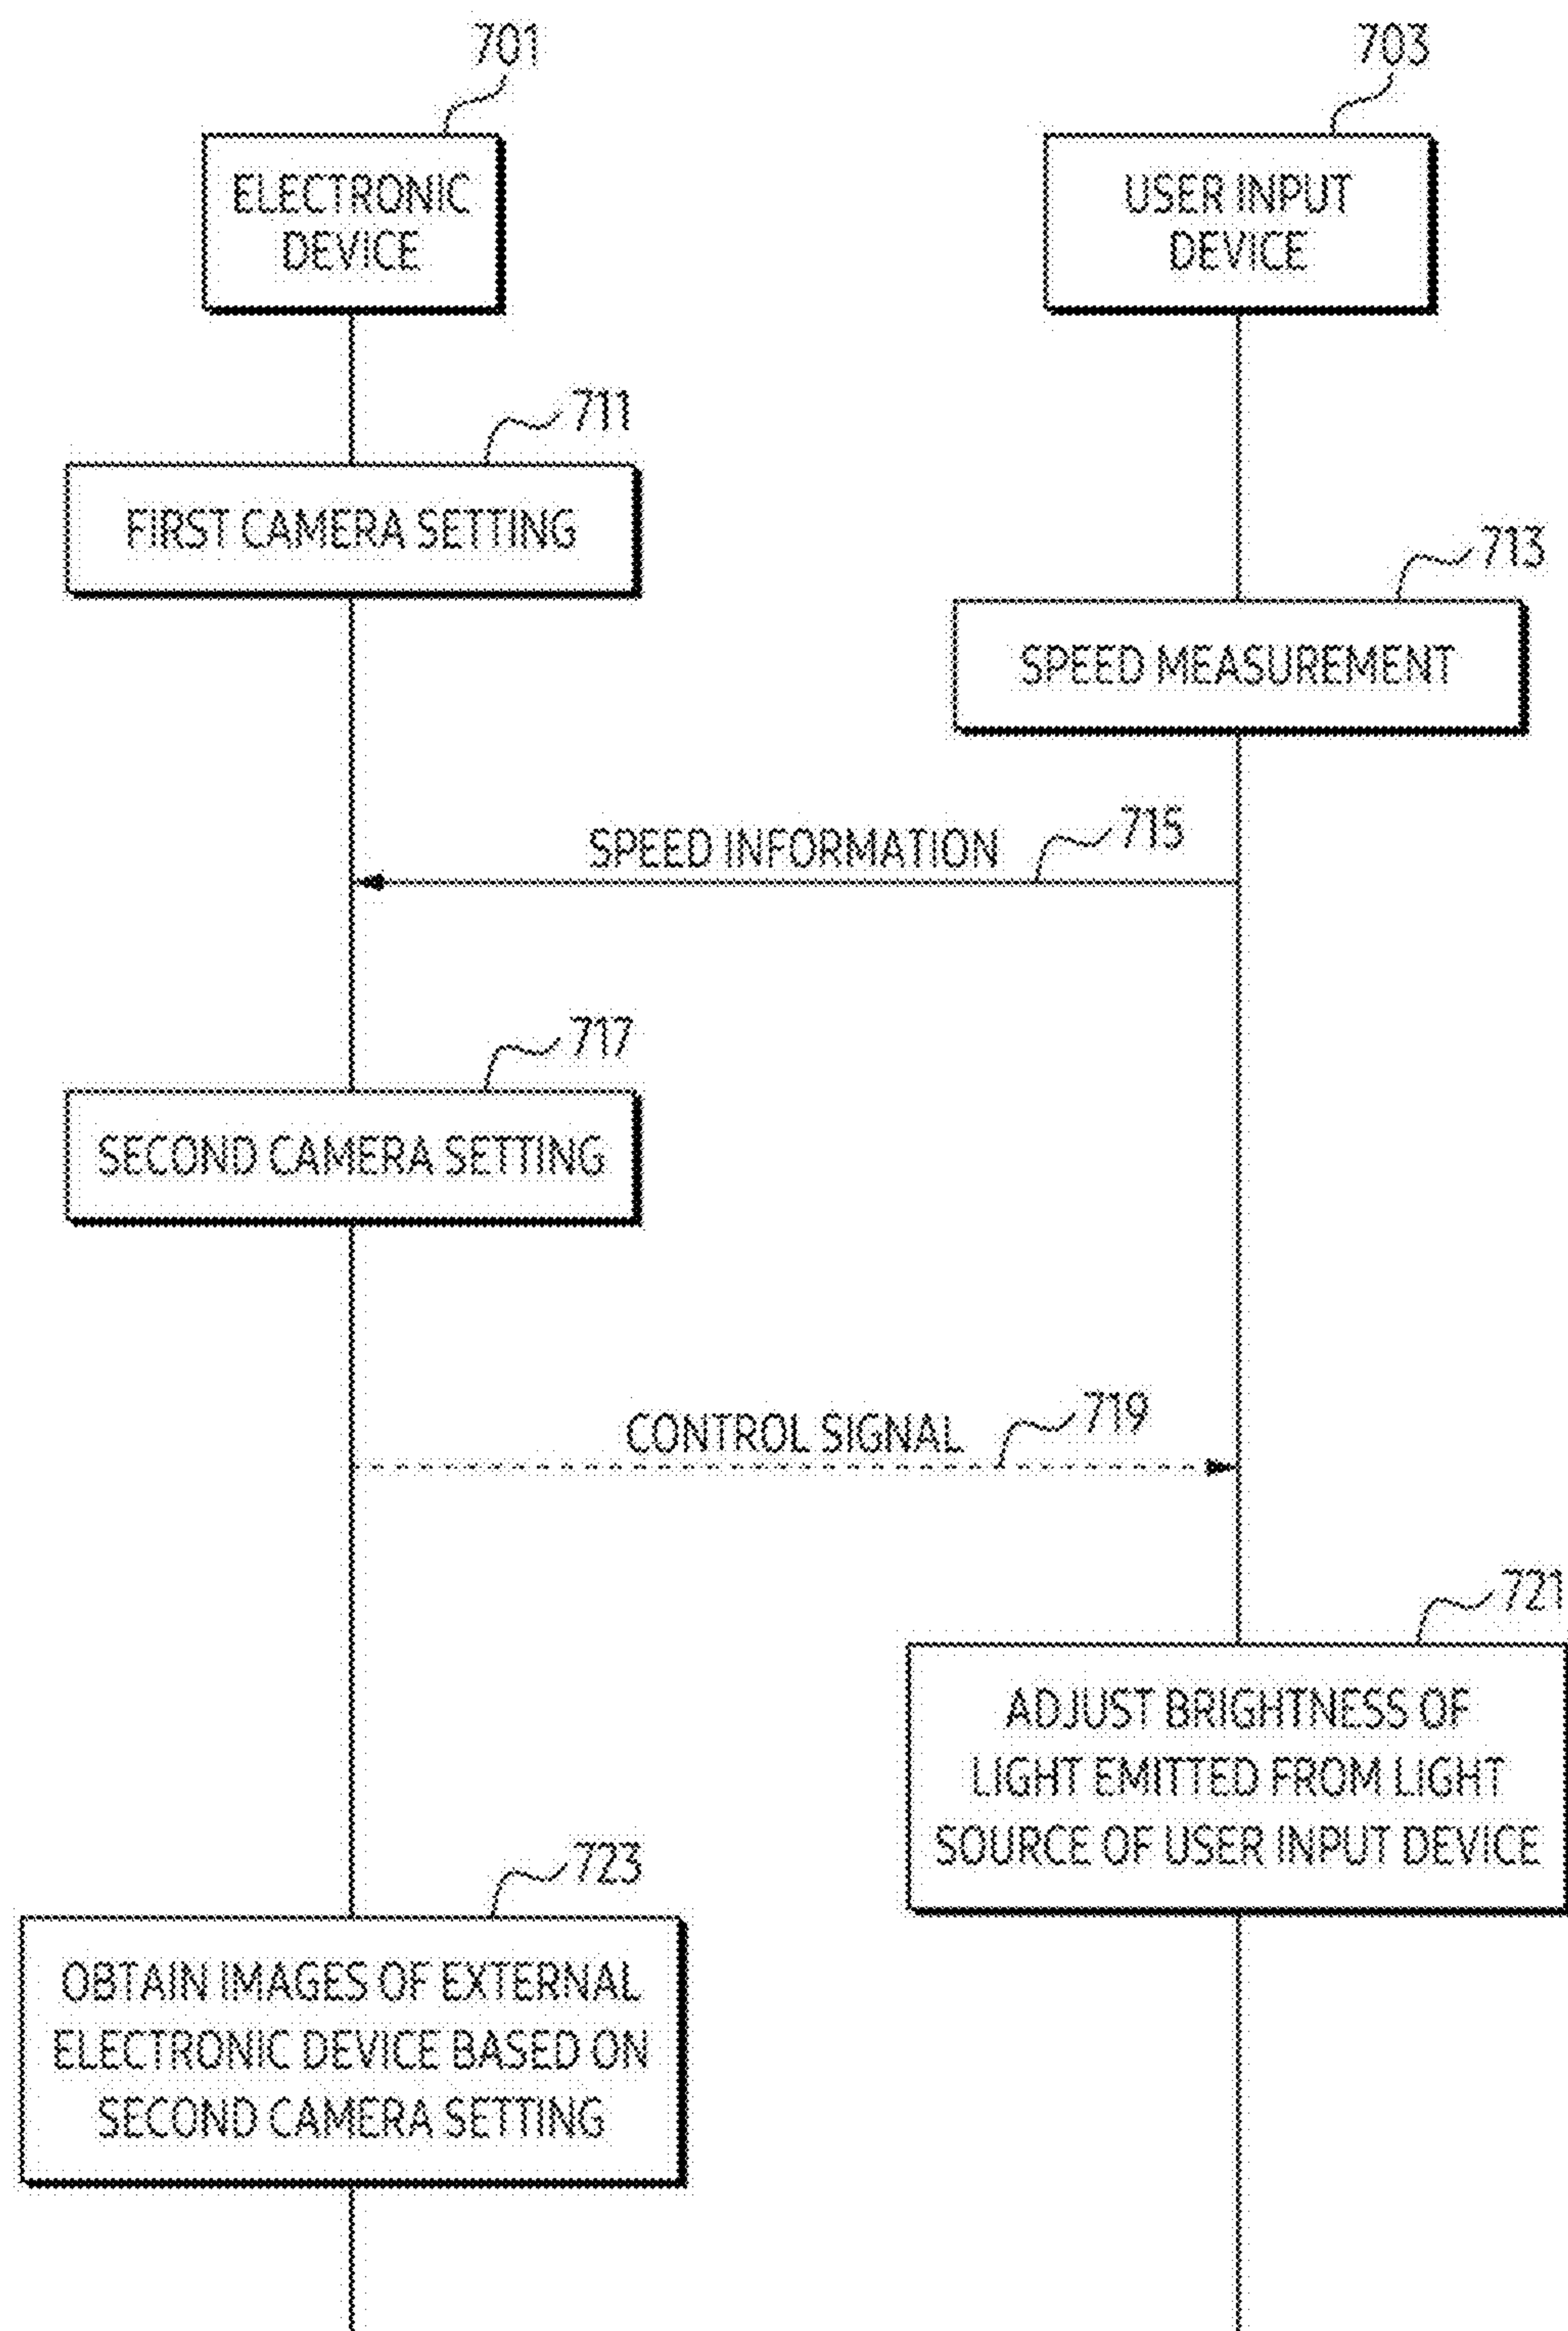 701
703
ELECTRONIC
DEVICE
USER INPUT
DEVICE
711
FIRST CAMERA SETTING
713
SPEED MEASUREMENT
SPEED INFORMATION
715
717
SECOND CAMERA SETTING
CONTROL SIGNAL
719
721
ADJUST BRIGHTNESS OF
LIGHT EMITTED FROM LIGHT
SOURCE OF USER INPUT DEVICE
723
OBTAIN IMAGES OF EXTERNAL
ELECTRONIC DEVICE BASED ON
SECOND CAMERA SETTING